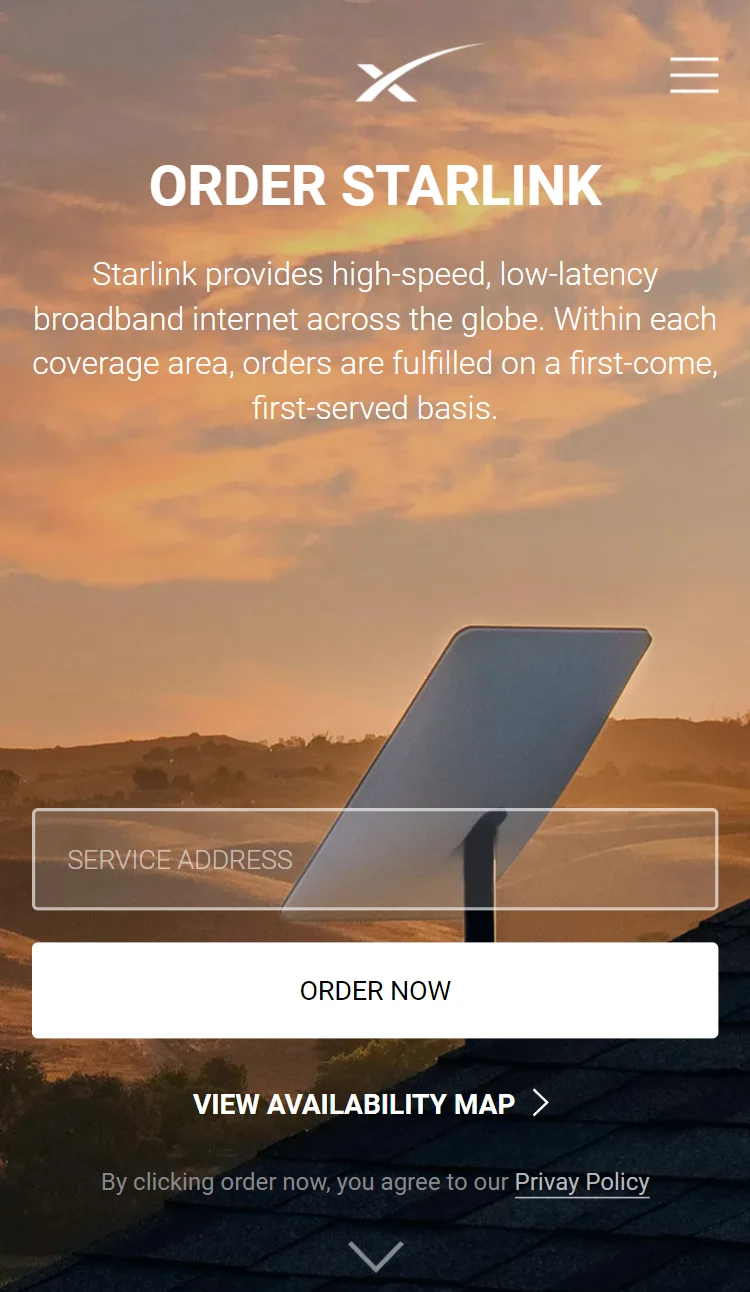 ORDER STARLINK
Starlink provides high-speed, low-latency
broadband internet across the globe. Within each
coverage area, orders are fulfilled on a first-come,
first-served basis.
SERVICE ADDRESS
ORDER NOW
VIEW AVAILABILITY MAP
By clicking order now, you agree to our Privay Policy